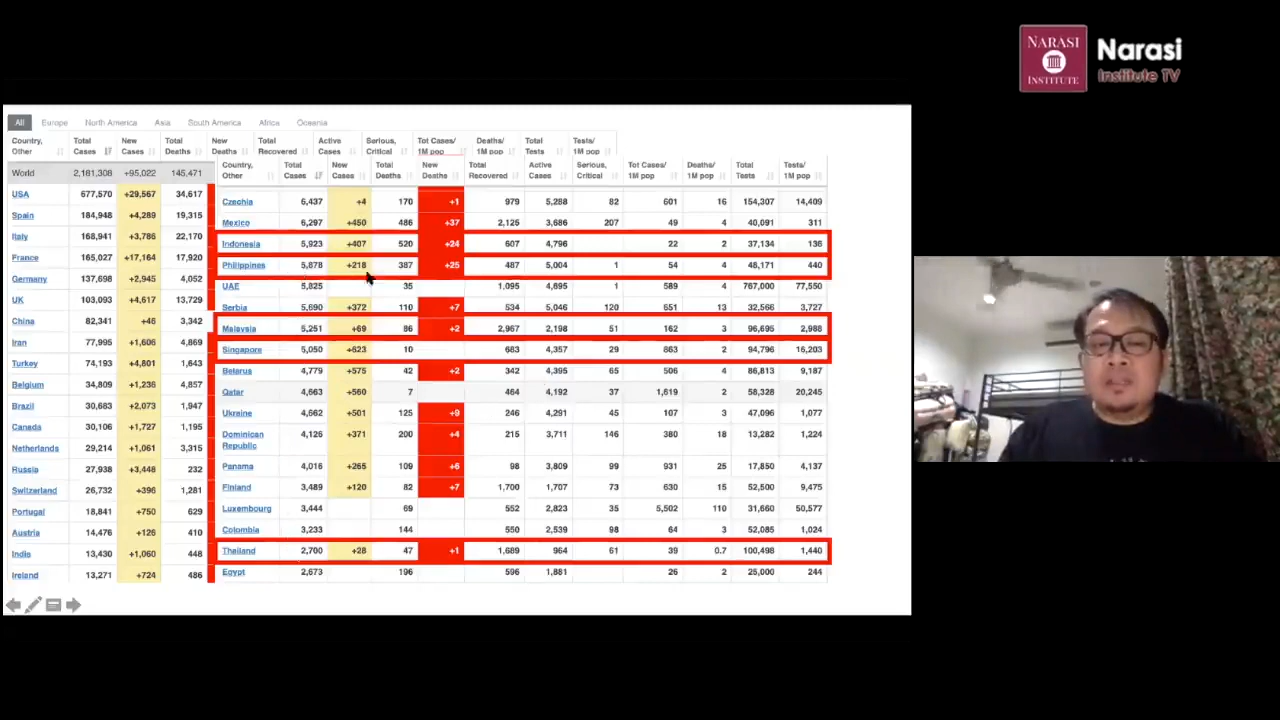 NARASI
INSTITUTE
Narasi
Institute TV
All Europe North America Asia South America Africa Oceania
Country, Other Total Cases New Cases Total Deaths New Deaths Total Recovered Active Cases Serious, Critical Tot Cases/ 1M pop Deaths/ 1M pop Total Tests Tests/ 1M pop
World 2,181,308 +95,022 145,471
USA 677,570 +29,567 34,617
Spain 184,948 +4,289 19,315
Italy 168,941 +3,786 22,170
France 165,027 +17,164 17,920
Germany 137,698 +2,945 4,052
UK 103,093 +4,617 13,729
China 82,341 +46 3,342
Iran 77,995 +1,606 4,869
Turkey 74,193 +4,801 1,643
Belgium 34,809 +1,236 4,857
Brazil 30,683 +2,073 1,947
Canada 30,106 +1,727 1,195
Netherlands 29,214 +1,061 3,315
Russia 27,938 +3,448 232
Switzerland 26,732 +396 1,281
Portugal 18,841 +750 629
Austria 14,476 +126 410
India 13,430 +1,060 448
Ireland 13,271 +724 486
Country, Other Total Cases New Cases Total Deaths New Deaths Total Recovered Active Cases Serious, Critical Tot Cases/ 1M pop Deaths/ 1M pop Total Tests Tests/ 1M pop
Czechia 6,437 +4 170 +1 979 5,288 82 601 16 154,307 14,409
Mexico 6,297 +450 486 +37 2,125 3,686 207 49 4 40,091 311
Indonesia 5,923 +407 520 +24 607 4,796 22 2 37,134 136
Philippines 5,878 +218 387 +25 487 5,004 1 54 4 48,171 440
UAE 5,825 35 1,095 4,695 1 589 4 767,000 77,550
Serbia 5,690 +372 110 +7 534 5,046 120 651 13 32,566 3,727
Malaysia 5,251 +69 86 +2 2,967 2,198 51 162 3 96,695 2,988
Singapore 5,050 +623 10 683 4,357 29 863 2 94,796 16,203
Belarus 4,779 +575 42 +2 342 4,395 65 506 4 86,813 9,187
Qatar 4,663 +560 7 464 4,192 37 1,619 2 58,328 20,245
Ukraine 4,662 +501 125 +9 246 4,291 45 107 3 47,096 1,077
Dominican Republic 4,126 +371 200 +4 215 3,711 146 380 18 13,282 1,224
Panama 4,016 +265 109 +6 98 3,809 99 931 25 17,850 4,137
Finland 3,489 +120 82 +7 1,700 1,707 73 630 15 52,500 9,475
Luxembourg 3,444 69 552 2,823 35 5,502 110 31,660 50,577
Colombia 3,233 144 550 2,539 98 64 3 52,085 1,024
Thailand 2,700 +28 47 +1 1,689 964 61 39 0.7 100,498 1,440
Egypt 2,673 196 596 1,881 26 2 25,000 244